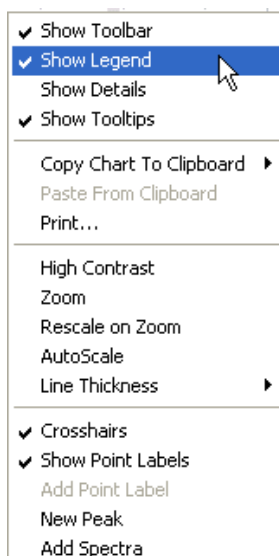 Show Toolbar
Show Legend
Show Details
Show Tooltips
Copy Chart To Clipboard
Paste From Clipboard
Print...
High Contrast
Zoom
Rescale on Zoom
AutoScale
Line Thickness
Crosshairs
Show Point Labels
Add Point Label
New Peak
Add Spectra